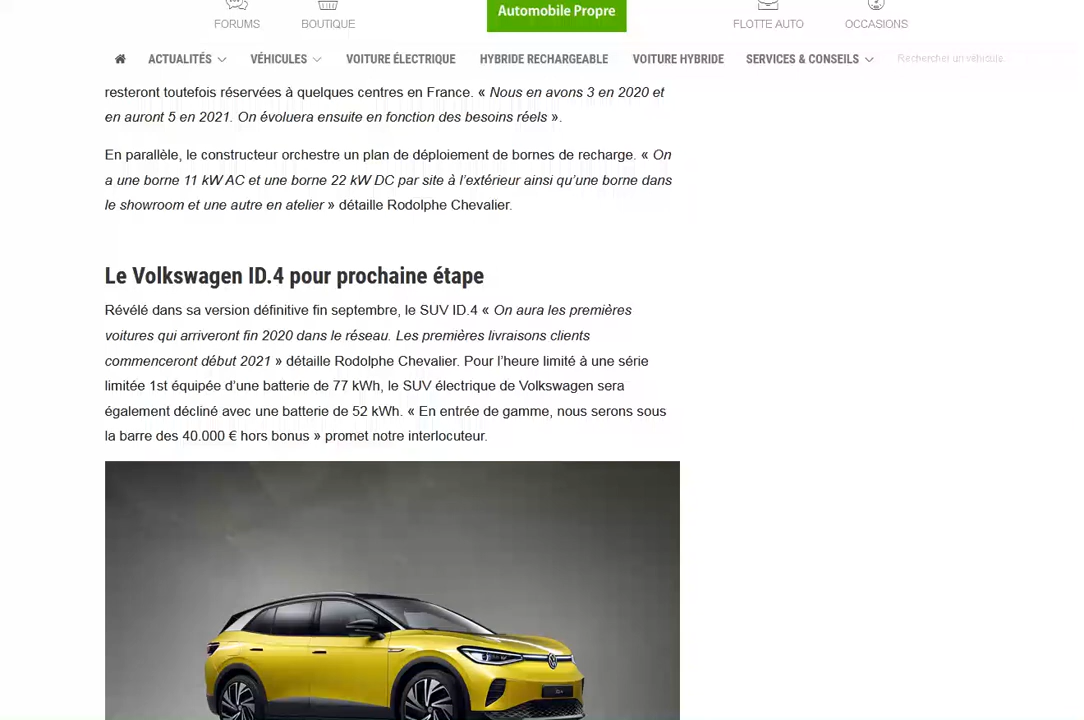 Automobile Propre
FORUMS
BOUTIQUE
FLOTTE AUTO
OCCASIONS
ACTUALITÉS
VÉHICULES
VOITURE ÉLECTRIQUE
HYBRIDE RECHARGEABLE
VOITURE HYBRIDE
SERVICES & CONSEILS
Rechercher un véhicule.
resteront toutefois réservées à quelques centres en France. « Nous en avons 3 en 2020 et
en auront 5 en 2021. On évoluera ensuite en fonction des besoins réels ».
En parallèle, le constructeur orchestre un plan de déploiement de bornes de recharge. « On
a une borne 11 kW AC et une borne 22 kW DC par site à l’extérieur ainsi qu’une borne dans
le showroom et une autre en atelier » détaille Rodolphe Chevalier.
Le Volkswagen ID.4 pour prochaine étape
Révélé dans sa version définitive fin septembre, le SUV ID.4 « On aura les premières
voitures qui arriveront fin 2020 dans le réseau. Les premières livraisons clients
commenceront début 2021 » détaille Rodolphe Chevalier. Pour l’heure limité à une série
limitée 1st équipée d’une batterie de 77 kWh, le SUV électrique de Volkswagen sera
également décliné avec une batterie de 52 kWh. « En entrée de gamme, nous serons sous
la barre des 40.000 € hors bonus » promet notre interlocuteur.